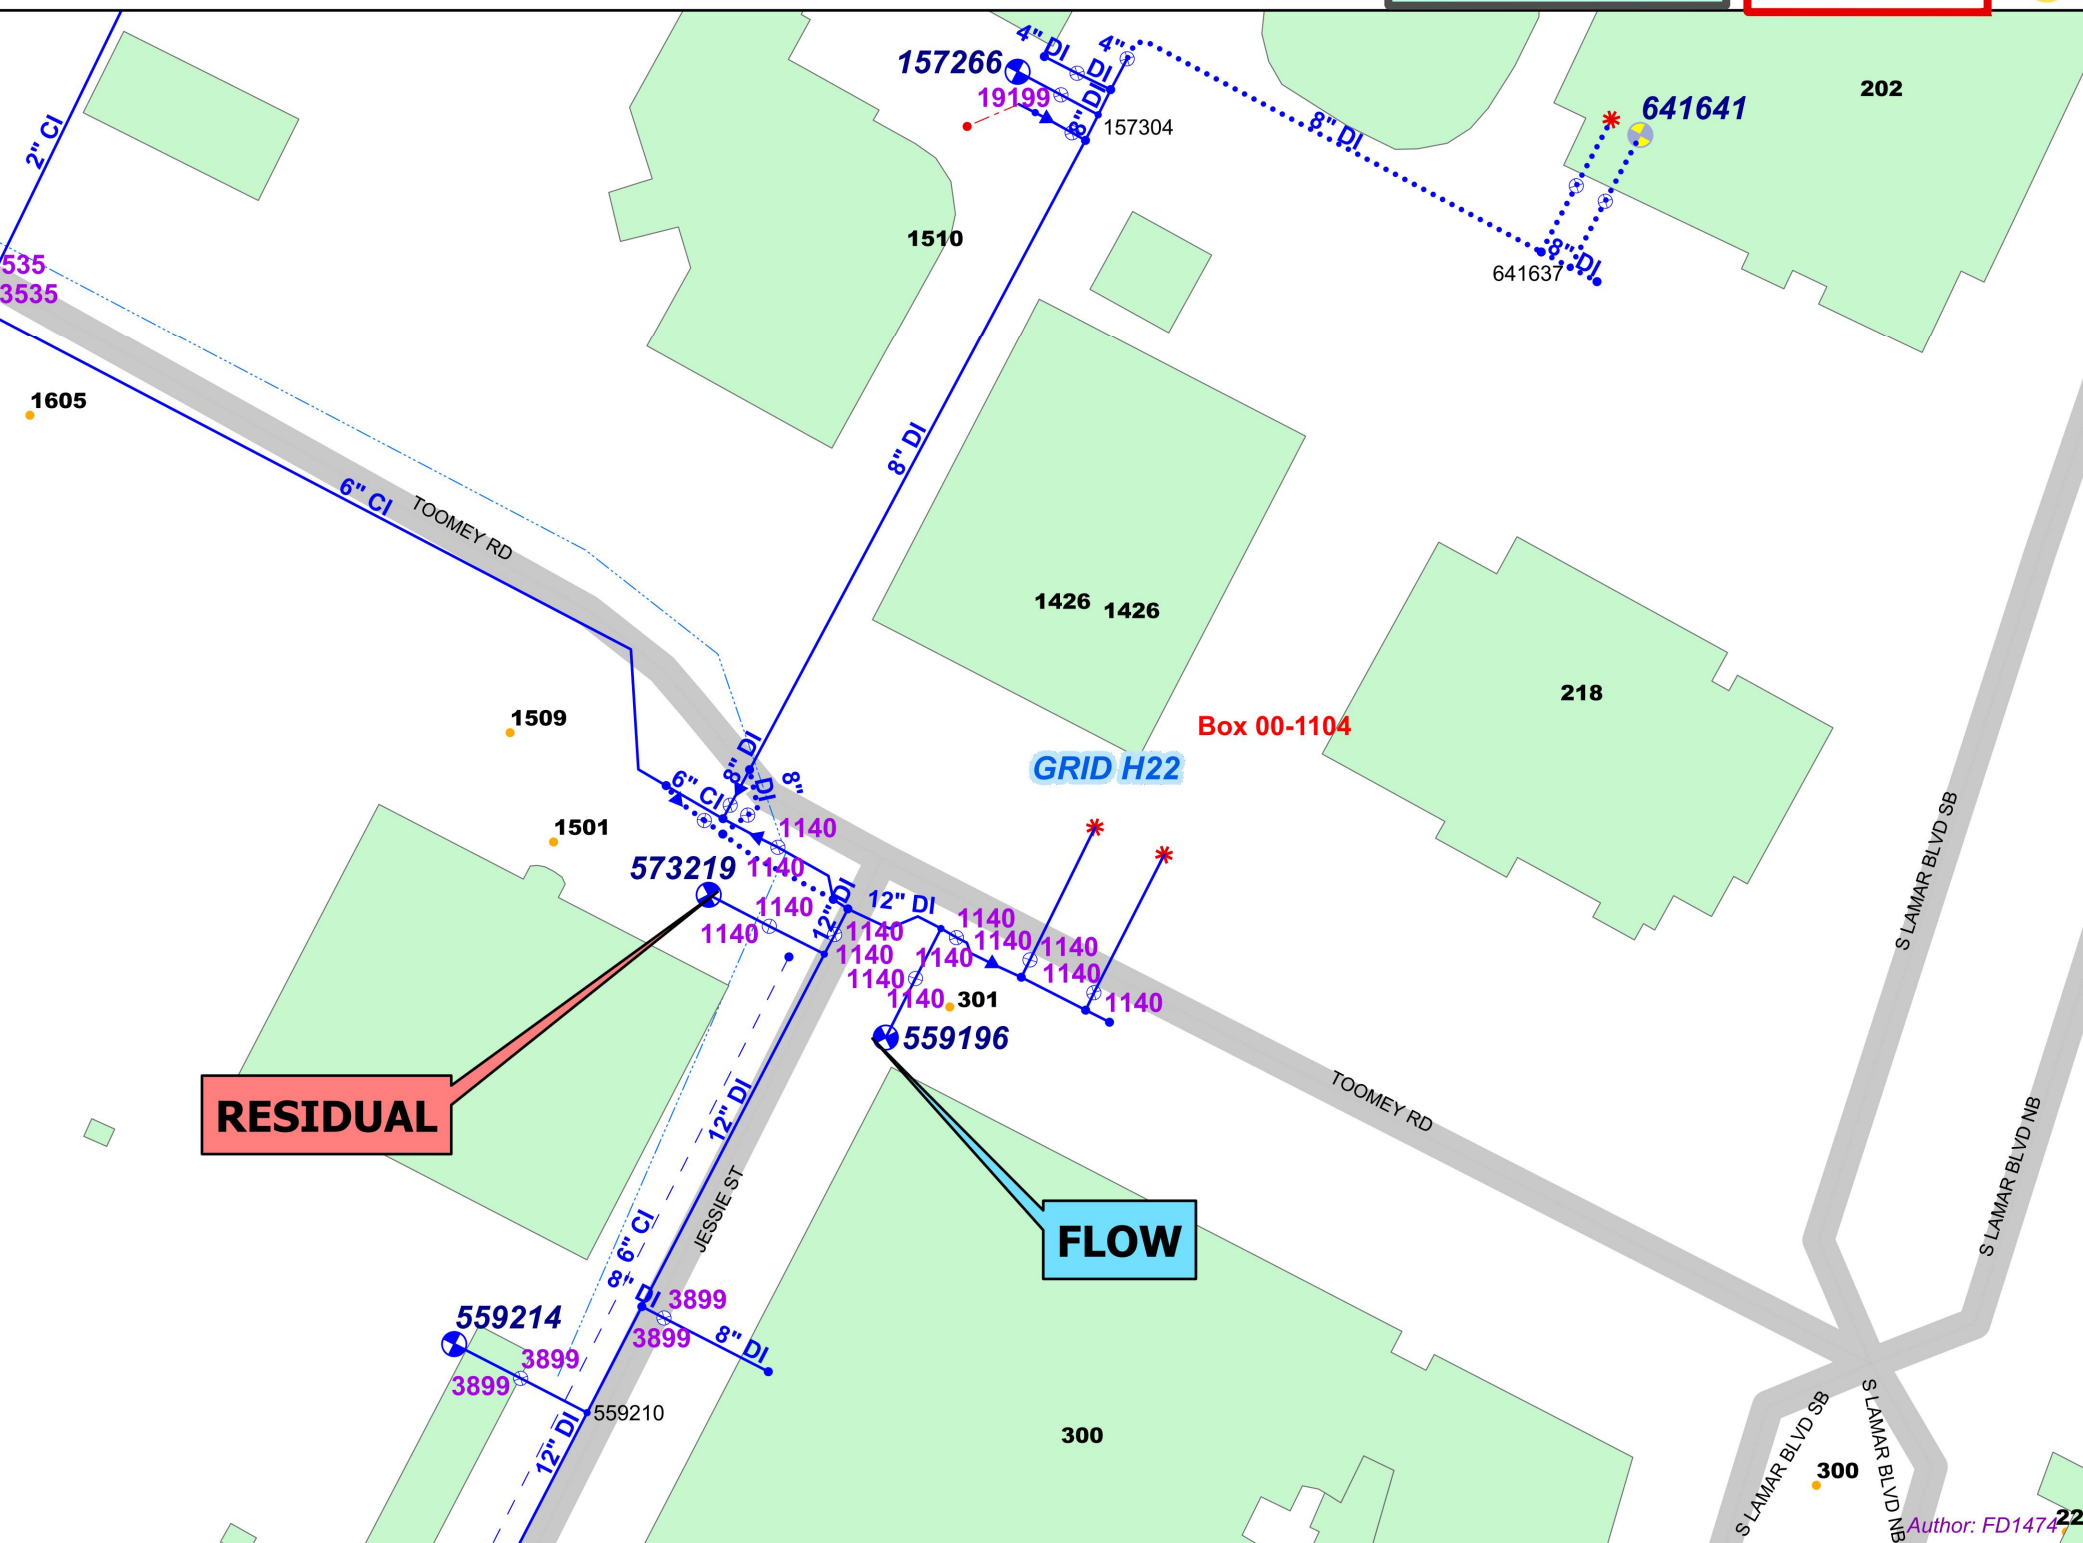 4" DI
4"
DI
157266
19199
8" DI
157304
8" DI
202
641641
2" CI
1510
8" DI
641637
535
3535
1605
6" CI
TOOMEY RD
8" DI
1426 1426
218
S LAMAR BLVD SB
1509
Box 00-1104
GRID H22
8" DI
8"
DI
6" CI
1501
1140
573219
1140
12" DI
12" DI
1140
1140
1140
1140
1140
1140
1140
1140
1140
1140
1140
1140
301
559196
TOOMEY RD
S LAMAR BLVD NB
RESIDUAL
12" DI
JESSIE ST
FLOW
6" CI
8" DI
3899
3899
8" DI
559214
3899
3899
559210
12" DI
300
S LAMAR BLVD SB
S LAMAR BLVD NB
300
Author: FD1474
22